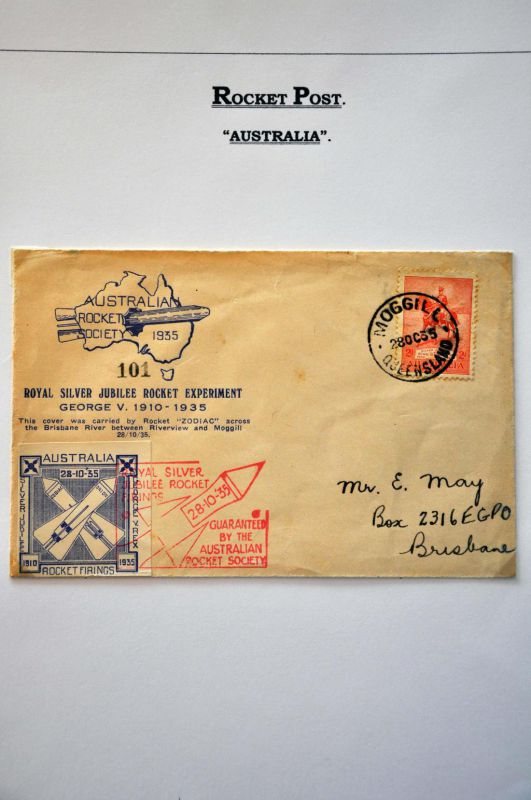 ROCKET POST.
"AUSTRALIA".
AUSTRALIAN
ROCKET
SOCIETY 1935
101
ROYAL SILVER JUBILEE ROCKET EXPERIMENT
GEORGE V. 1910-1935
This cover was carried by Rocket "ZODIAC" across
the Brisbane River between Riverview and Moggill
28/10/35.
MOGGILL
28OC35
QUEENSLAND
AUSTRALIA
28-10-35
SILVER JUBILEE
GEORGE V REX
1910 1935
ROCKET FIRINGS
ROYAL SILVER
JUBILEE ROCKET
FIRINGS
28-10-35
GUARANTEED
BY THE
AUSTRALIAN
ROCKET SOCIETY
Mr. E. May
Box 2316EGPO
Brisbane